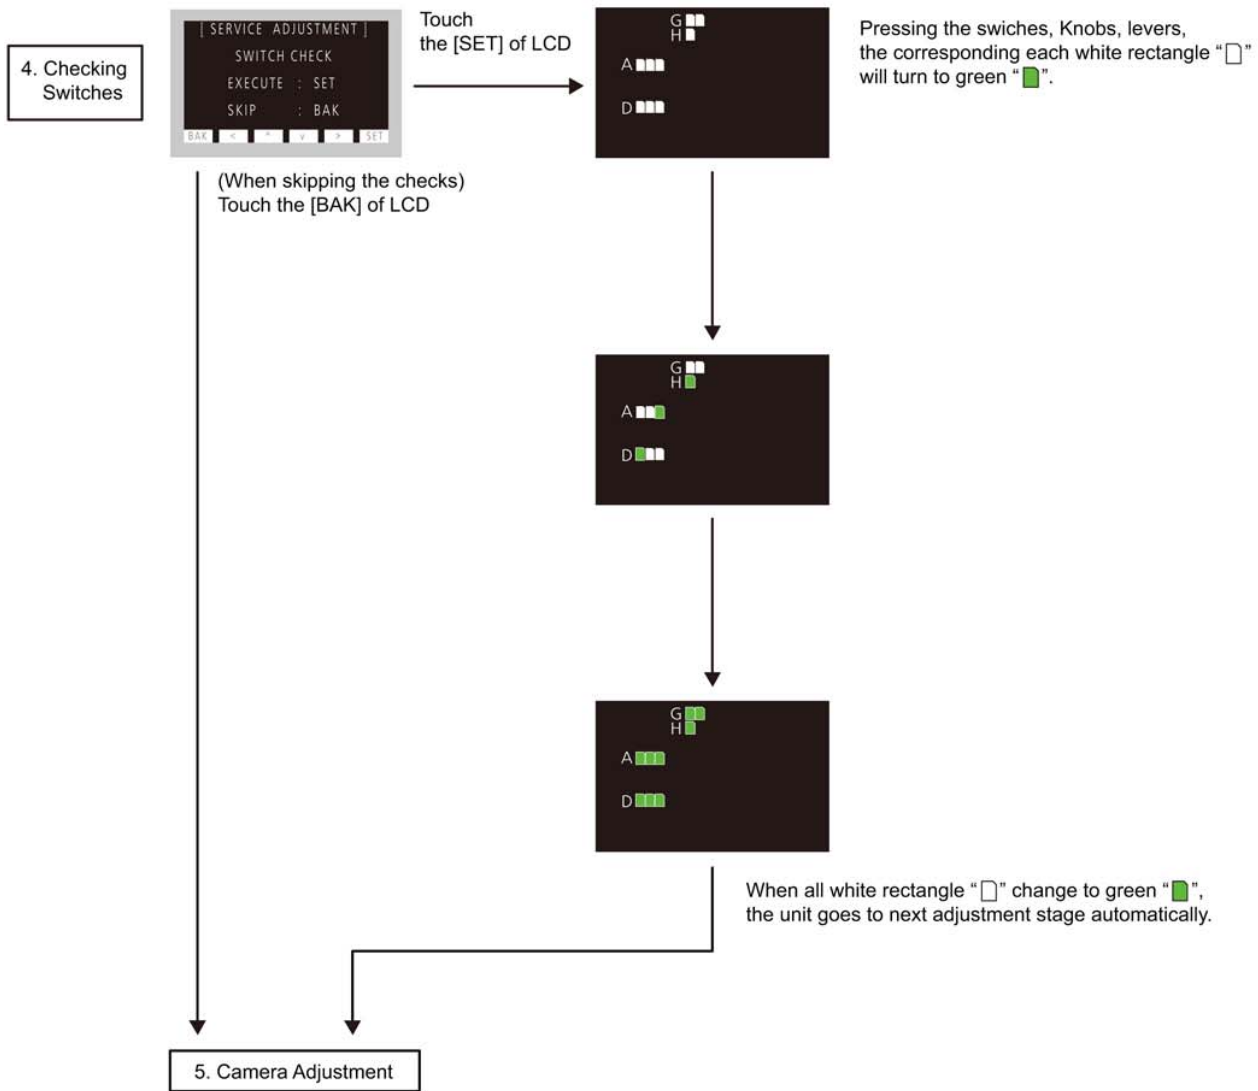 4. Checking
Switches
[ SERVICE ADJUSTMENT ]
SWITCH CHECK
EXECUTE : SET
SKIP : BAK
BAK < ^ v > SET
Touch
the [SET] of LCD
G
H
A
D
Pressing the swiches, Knobs, levers,
the corresponding each white rectangle “▯”
will turn to green “▮”.
(When skipping the checks)
Touch the [BAK] of LCD
G
H
A
D
G
H
A
D
When all white rectangle “▯” change to green “▮”,
the unit goes to next adjustment stage automatically.
5. Camera Adjustment